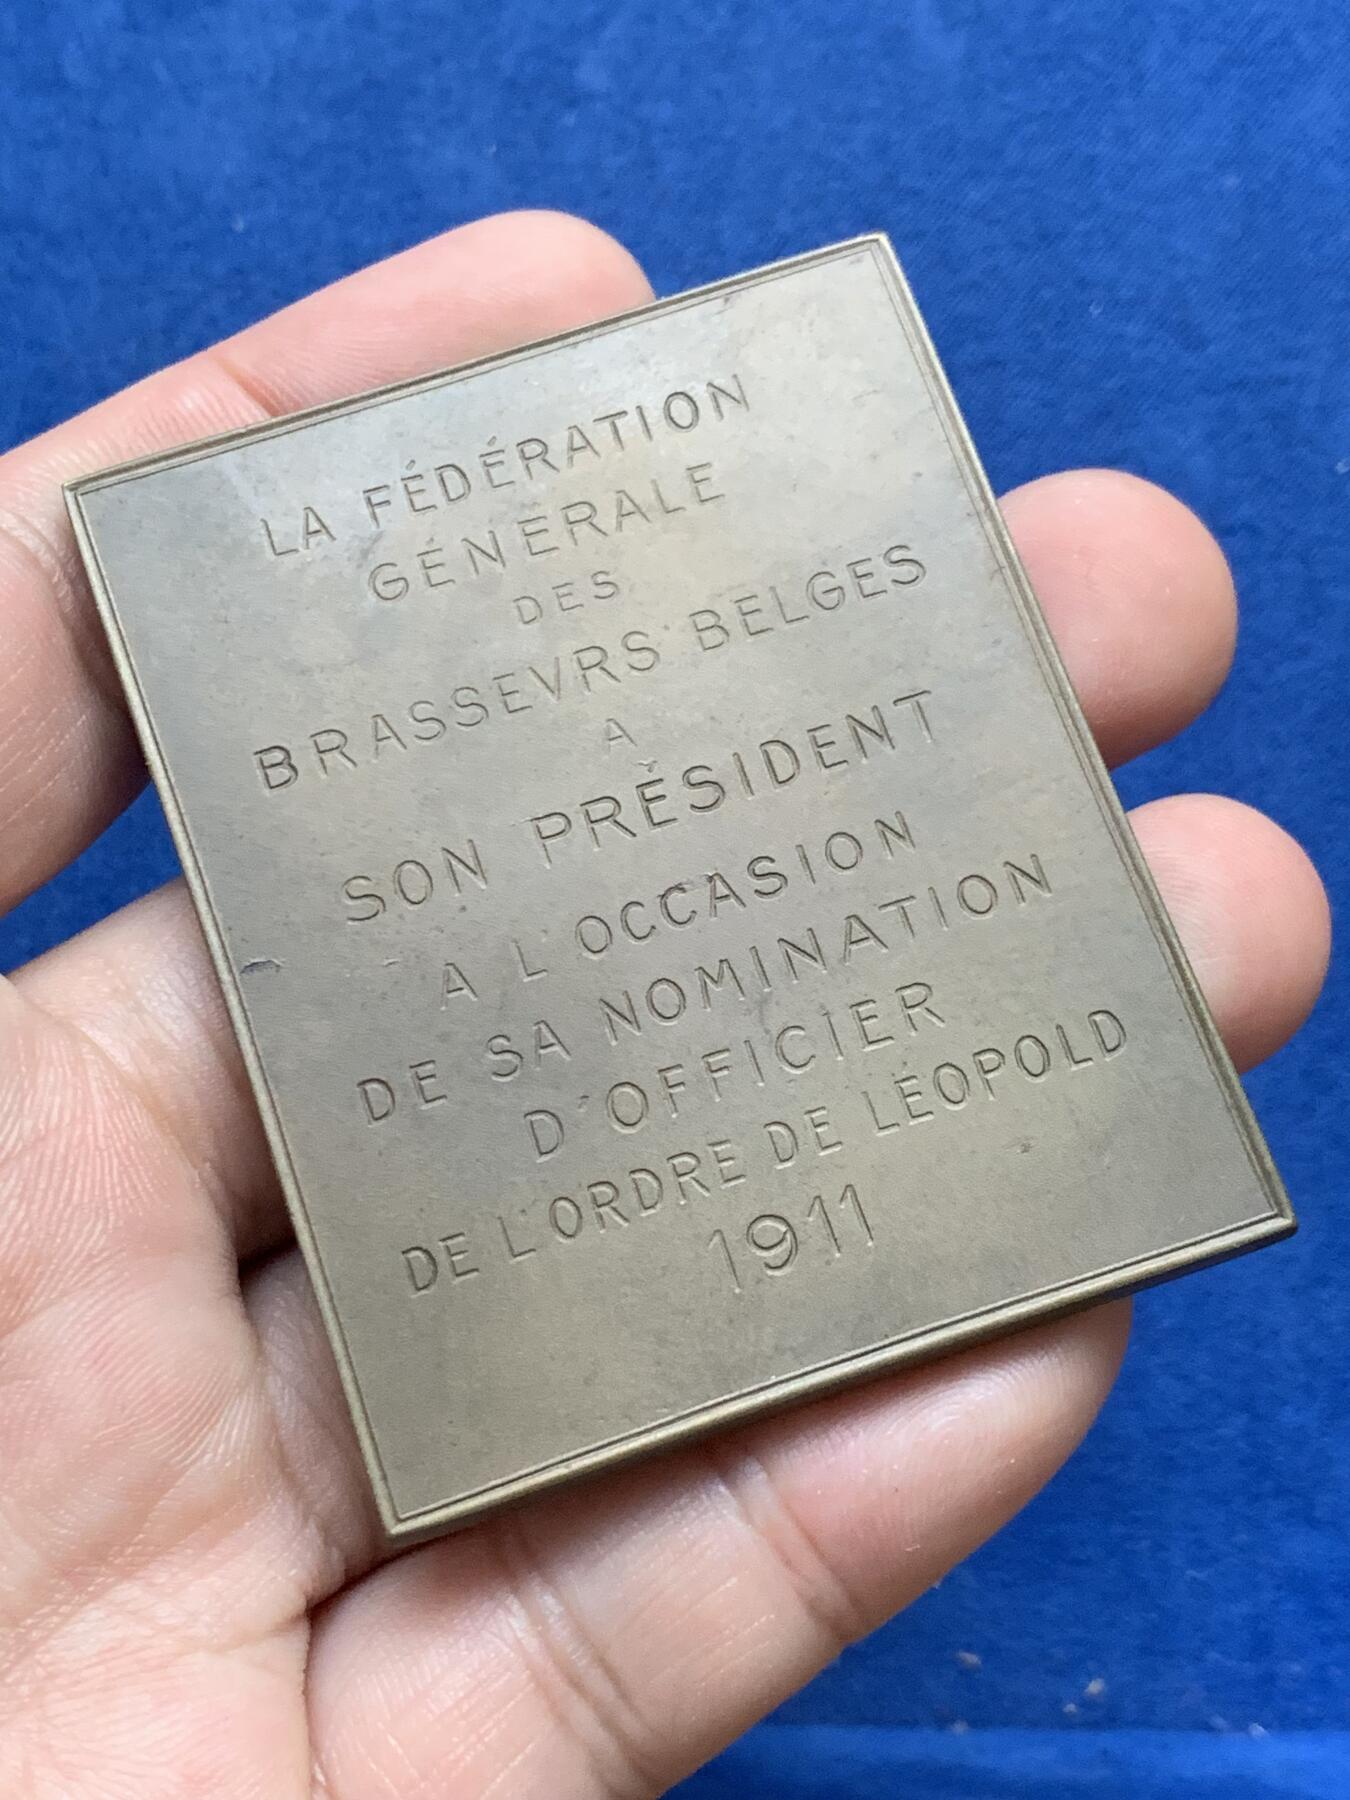 LA FÉDÉRATION
GÉNÉRALE
DES
BRASSEVRS BELGES
A
SON PRÉSIDENT
A L'OCCASION
DE SA NOMINATION
D'OFFICIER
DE L'ORDRE DE LÉOPOLD
1911